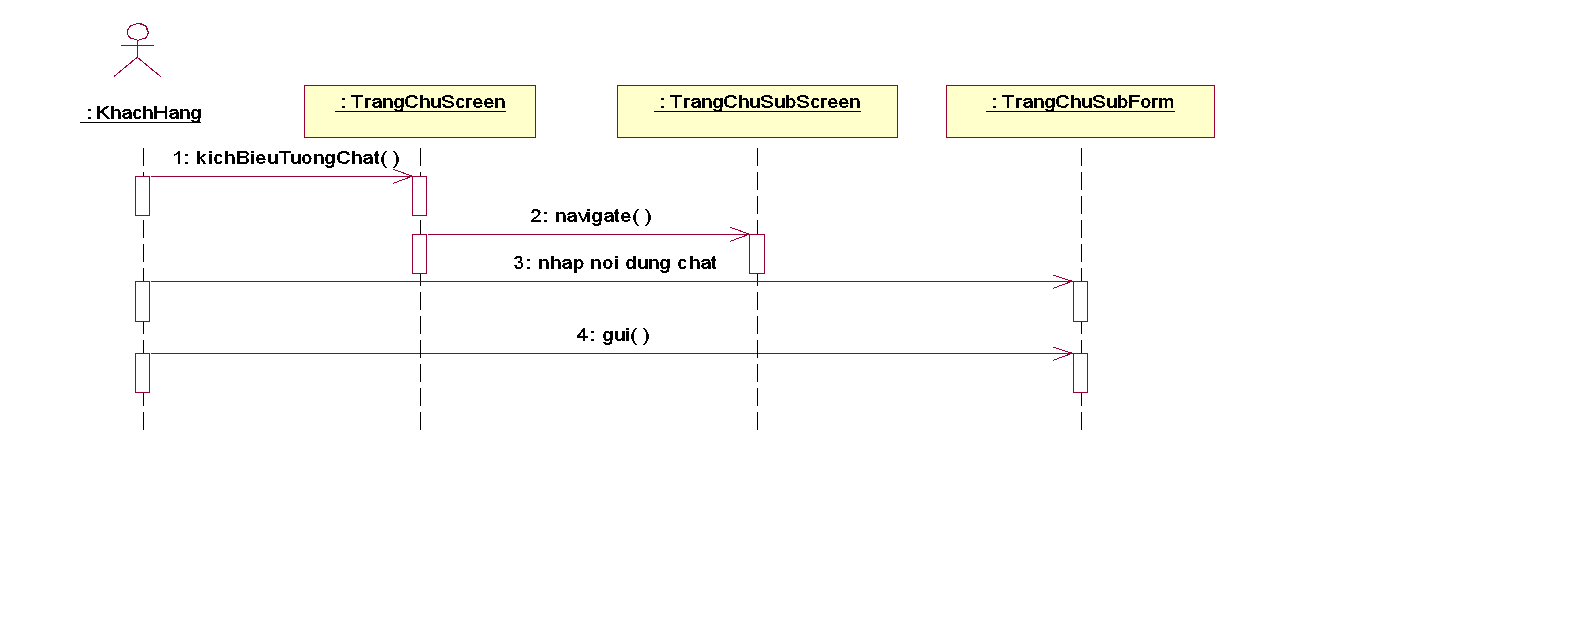 : KhachHang
: TrangChuScreen
: TrangChuSubScreen
: TrangChuSubForm
1: kichBieuTuongChat( )
2: navigate( )
3: nhap noi dung chat
4: gui( )